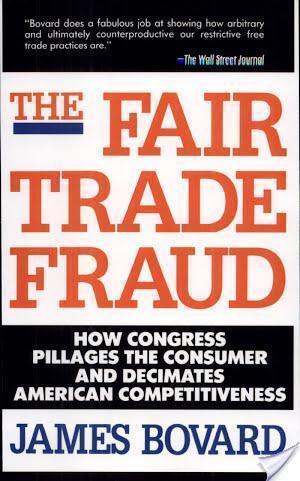 "Bovard does a fabulous job at showing how arbitrary
and ultimately counterproductive our restrictive free
trade practices are."
–The Wall Street Journal
THE FAIR
TRADE
FRAUD
HOW CONGRESS
PILLAGES THE CONSUMER
AND DECIMATES
AMERICAN COMPETITIVENESS
JAMES BOVARD